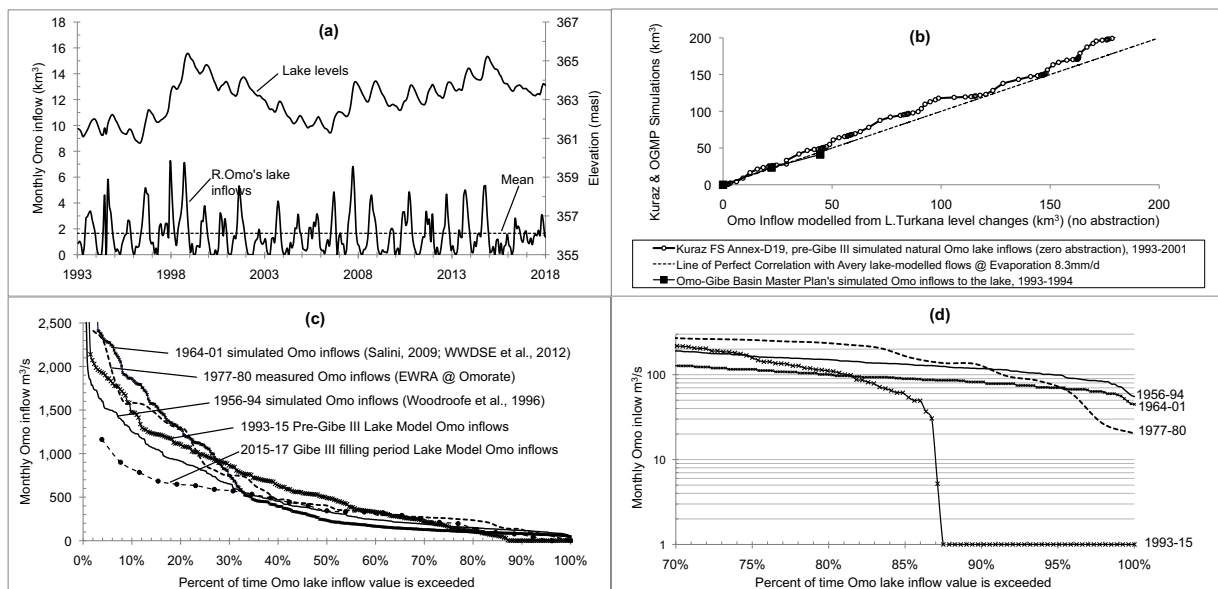 (a)
Monthly Omo inflow (km³)
18
16
14
12
10
8
6
4
2
0
Lake levels
R.Omo's lake
inflows
Mean
367
365
363
361
359
357
355
Elevation (masl)
1993
1998
2003
2008
2013
2018
(b)
Kuraz & OGMP Simulations (km³)
200
150
100
50
0
0
50
100
150
200
Omo Inflow modelled from L.Turkana level changes (km³) (no abstraction)
Kuraz FS Annex-D19, pre-Gibe III simulated natural Omo lake inflows (zero abstraction), 1993-2001
Line of Perfect Correlation with Avery lake-modelled flows @ Evaporation 8.3mm/d
Omo-Gibe Basin Master Plan's simulated Omo inflows to the lake, 1993-1994
(c)
Monthly Omo inflow m³/s
2,500
2,000
1,500
1,000
500
0
1964-01 simulated Omo inflows (Salini, 2009; WWDSE et al., 2012)
1977-80 measured Omo inflows (EWRA @ Omorate)
1956-94 simulated Omo inflows (Woodroofe et al., 1996)
1993-15 Pre-Gibe III Lake Model Omo inflows
2015-17 Gibe III filling period Lake Model Omo inflows
0%
10%
20%
30%
40%
50%
60%
70%
80%
90%
100%
Percent of time Omo lake inflow value is exceeded
(d)
Monthly Omo inlow m³/s
100
10
1
1956-94
1964-01
1977-80
1993-15
70%
75%
80%
85%
90%
95%
100%
Percent of time Omo lake inflow value is exceeded